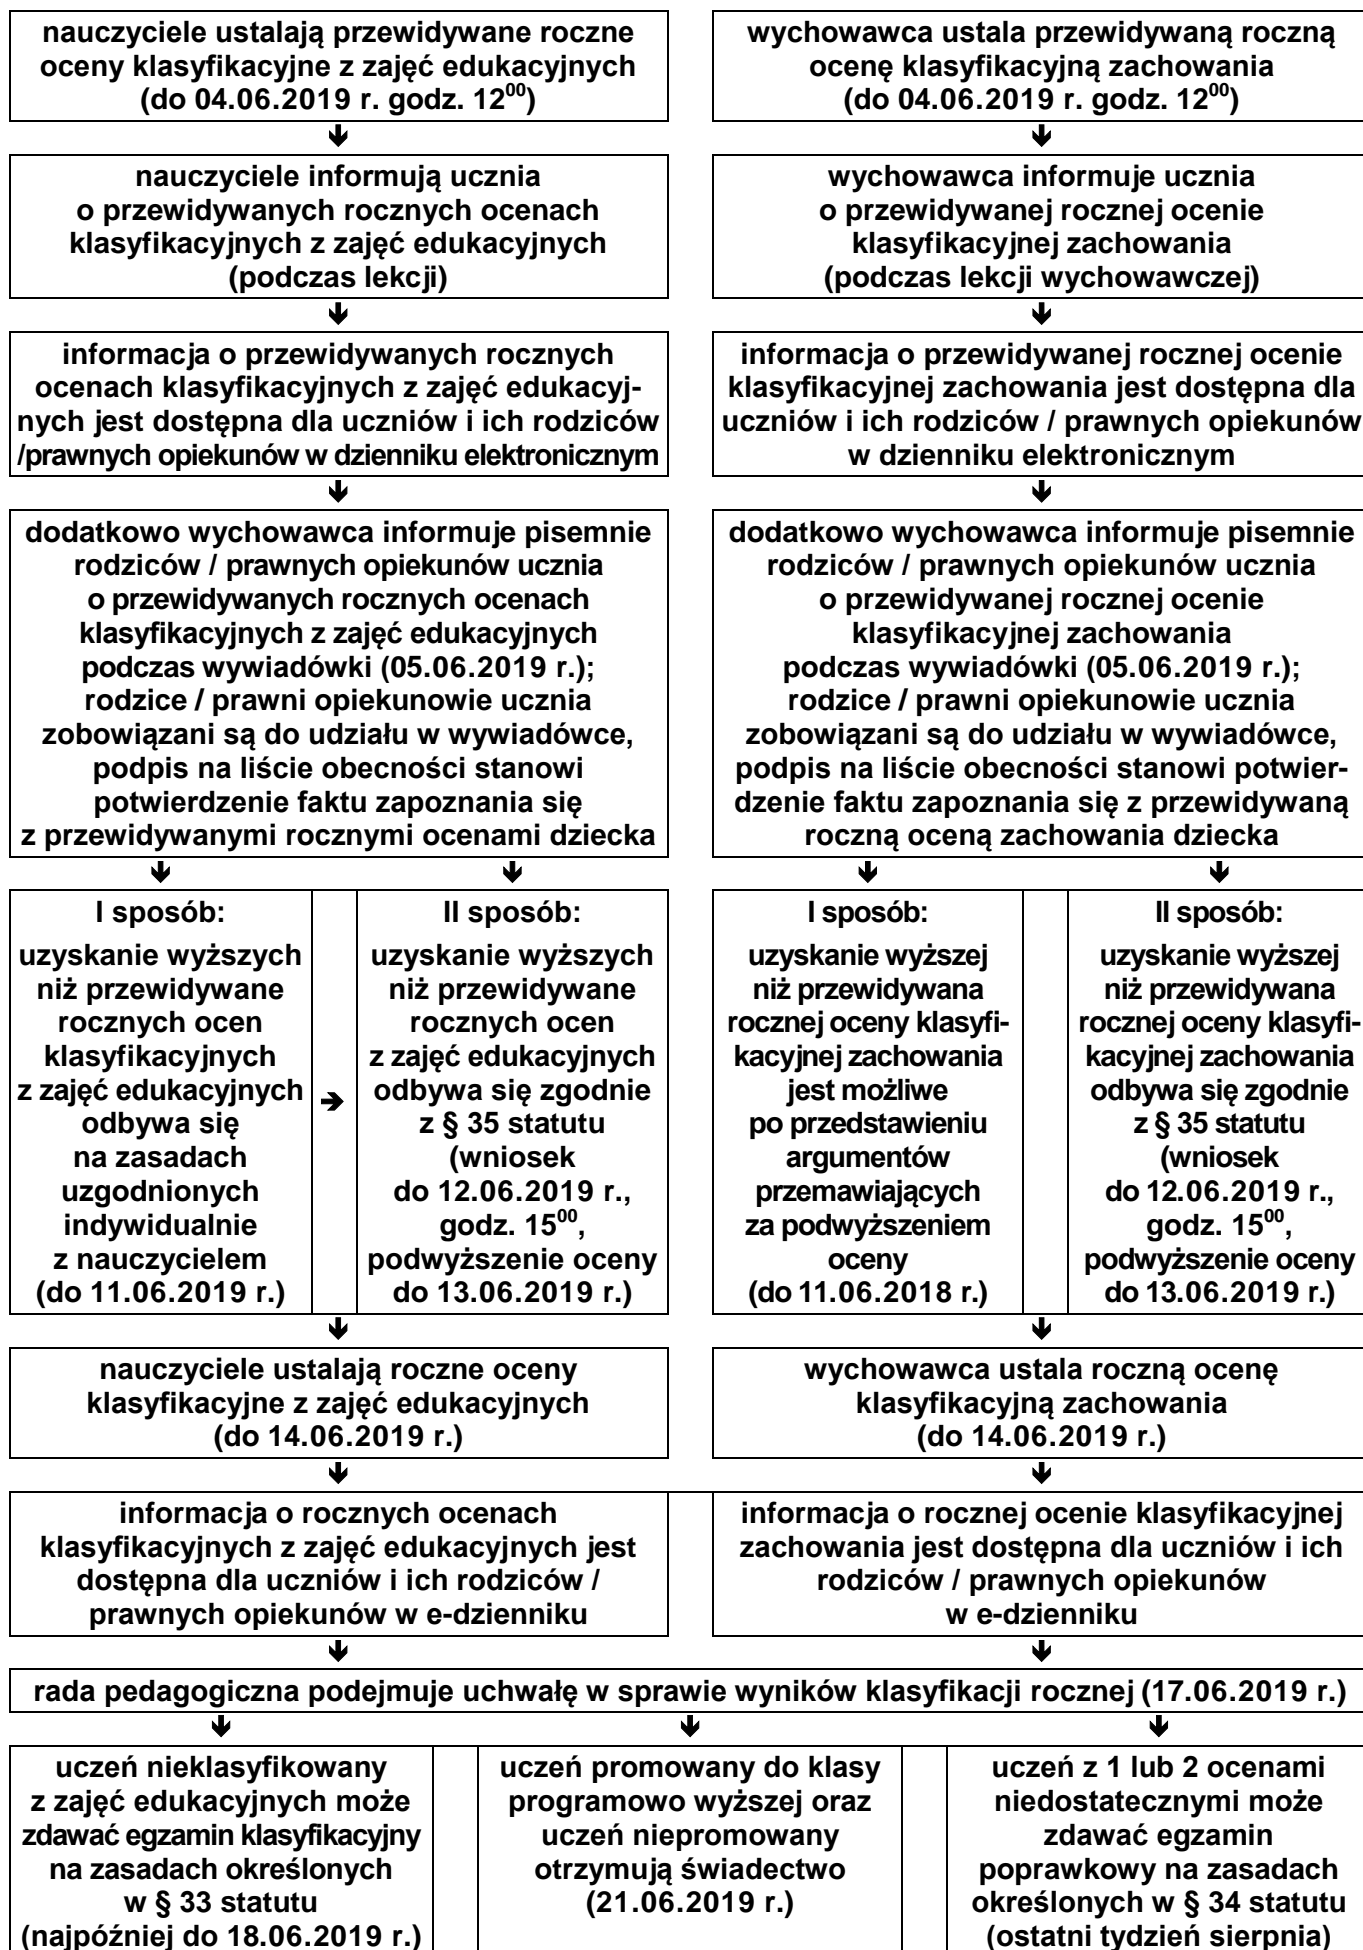 nauczyciele ustalają przewidywane roczne
oceny klasyfikacyjne z zajęć edukacyjnych
(do 04.06.2019 r. godz. 12⁰⁰)
wychowawca ustala przewidywaną roczną
ocenę klasyfikacyjną zachowania
(do 04.06.2019 r. godz. 12⁰⁰)
nauczyciele informują ucznia
o przewidywanych rocznych ocenach
klasyfikacyjnych z zajęć edukacyjnych
(podczas lekcji)
wychowawca informuje ucznia
o przewidywanej rocznej ocenie
klasyfikacyjnej zachowania
(podczas lekcji wychowawczej)
informacja o przewidywanych rocznych
ocenach klasyfikacyjnych z zajęć edukacyj-
nych jest dostępna dla uczniów i ich rodziców
/prawnych opiekunów w dzienniku elektronicznym
informacja o przewidywanej rocznej ocenie
klasyfikacyjnej zachowania jest dostępna dla
uczniów i ich rodziców / prawnych opiekunów
w dzienniku elektronicznym
dodatkowo wychowawca informuje pisemnie
rodziców / prawnych opiekunów ucznia
o przewidywanych rocznych ocenach
klasyfikacyjnych z zajęć edukacyjnych
podczas wywiadówki (05.06.2019 r.);
rodzice / prawni opiekunowie ucznia
zobowiązani są do udziału w wywiadówce,
podpis na liście obecności stanowi
potwierdzenie faktu zapoznania się
z przewidywanymi rocznymi ocenami dziecka
dodatkowo wychowawca informuje pisemnie
rodziców / prawnych opiekunów ucznia
o przewidywanej rocznej ocenie
klasyfikacyjnej zachowania
podczas wywiadówki (05.06.2019 r.);
rodzice / prawni opiekunowie ucznia
zobowiązani są do udziału w wywiadówce,
podpis na liście obecności stanowi potwier-
dzenie faktu zapoznania się z przewidywaną
roczną oceną zachowania dziecka
I sposób:
uzyskanie wyższych
niż przewidywane
rocznych ocen
klasyfikacyjnych
z zajęć edukacyjnych
odbywa się
na zasadach
uzgodnionych
indywidualnie
z nauczycielem
(do 11.06.2019 r.)
II sposób:
uzyskanie wyższych
niż przewidywane
rocznych ocen
z zajęć edukacyjnych
odbywa się zgodnie
z § 35 statutu
(wniosek
do 12.06.2019 r.,
godz. 15⁰⁰,
podwyższenie oceny
do 13.06.2019 r.)
I sposób:
uzyskanie wyższej
niż przewidywana
rocznej oceny klasyfi-
kacyjnej zachowania
jest możliwe
po przedstawieniu
argumentów
przemawiających
za podwyższeniem
oceny
(do 11.06.2018 r.)
II sposób:
uzyskanie wyższej
niż przewidywana
rocznej oceny klasyfi-
kacyjnej zachowania
odbywa się zgodnie
z § 35 statutu
(wniosek
do 12.06.2019 r.,
godz. 15⁰⁰,
podwyższenie oceny
do 13.06.2019 r.)
nauczyciele ustalają roczne oceny
klasyfikacyjne z zajęć edukacyjnych
(do 14.06.2019 r.)
wychowawca ustala roczną ocenę
klasyfikacyjną zachowania
(do 14.06.2019 r.)
informacja o rocznych ocenach
klasyfikacyjnych z zajęć edukacyjnych jest
dostępna dla uczniów i ich rodziców /
prawnych opiekunów w e-dzienniku
informacja o rocznej ocenie klasyfikacyjnej
zachowania jest dostępna dla uczniów i ich
rodziców / prawnych opiekunów
w e-dzienniku
rada pedagogiczna podejmuje uchwałę w sprawie wyników klasyfikacji rocznej (17.06.2019 r.)
uczeń nieklasyfikowany
z zajęć edukacyjnych może
zdawać egzamin klasyfikacyjny
na zasadach określonych
w § 33 statutu
(najpóźniej do 18.06.2019 r.)
uczeń promowany do klasy
programowo wyższej oraz
uczeń niepromowany
otrzymują świadectwo
(21.06.2019 r.)
uczeń z 1 lub 2 ocenami
niedostatecznymi może
zdawać egzamin
poprawkowy na zasadach
określonych w § 34 statutu
(ostatni tydzień sierpnia)